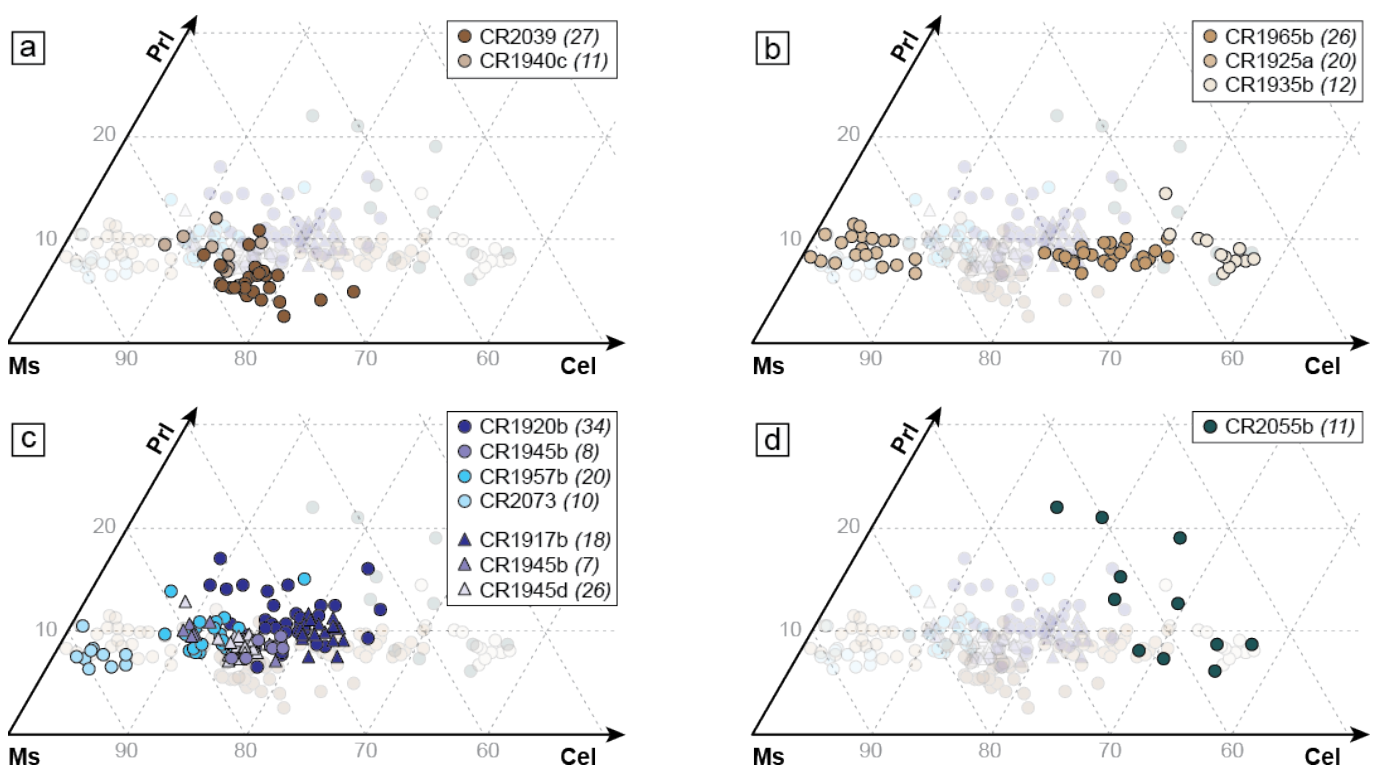 a
Prl
CR2039 (27)
CR1940c (11)
20
10
Ms
90
80
70
60
Cel
b
Prl
CR1965b (26)
CR1925a (20)
CR1935b (12)
20
10
Ms
90
80
70
60
Cel
c
Prl
CR1920b (34)
CR1945b (8)
CR1957b (20)
CR2073 (10)
CR1917b (18)
CR1945b (7)
CR1945d (26)
20
10
Ms
90
80
70
60
Cel
d
Prl
CR2055b (11)
20
10
Ms
90
80
70
60
Cel